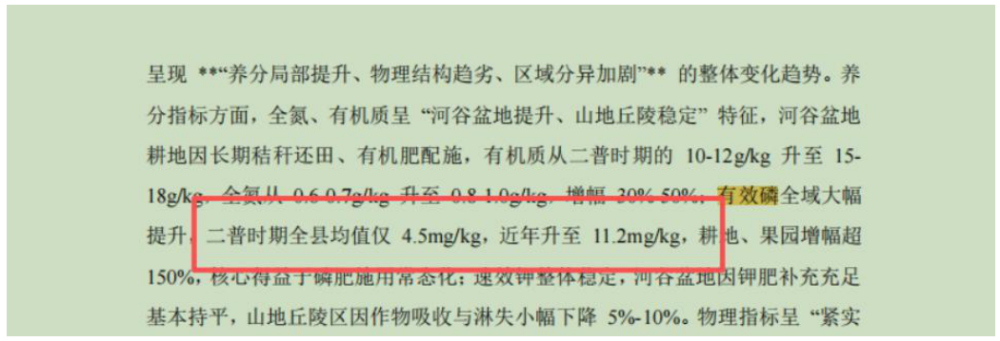 呈现 **“养分局部提升、物理结构趋劣、区域分异加剧”** 的整体变化趋势。养
分指标方面，全氮、有机质呈 “河谷盆地提升、山地丘陵稳定” 特征，河谷盆地
耕地因长期秸秆还田、有机肥配施，有机质从二普时期的 10-12g/kg 升至 15-
18g/kg，全氮从 0.6-0.7g/kg 升至 0.8-1.0g/kg，增幅 30%-50%；有效磷全域大幅
提升，二普时期全县均值仅 4.5mg/kg，近年升至 11.2mg/kg，耕地、果园增幅超
150%，核心得益于磷肥施用常态化；速效钾整体稳定，河谷盆地因钾肥补充充足
基本持平，山地丘陵区因作物吸收与淋失小幅下降 5%-10%。物理指标呈 “紧实